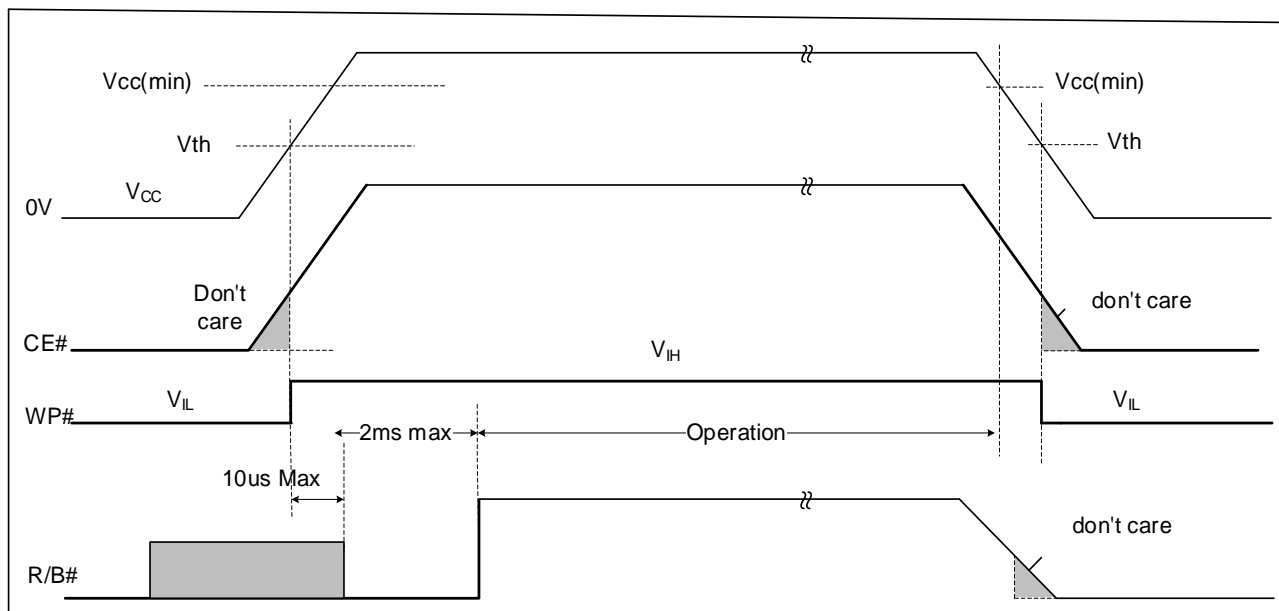 Vcc(min)
Vcc(min)
Vth
Vth
VCC
0V
Don't
care
don't care
CE#
VIH
VIL
VIL
WP#
2ms max
Operation
10us Max
don't care
R/B#